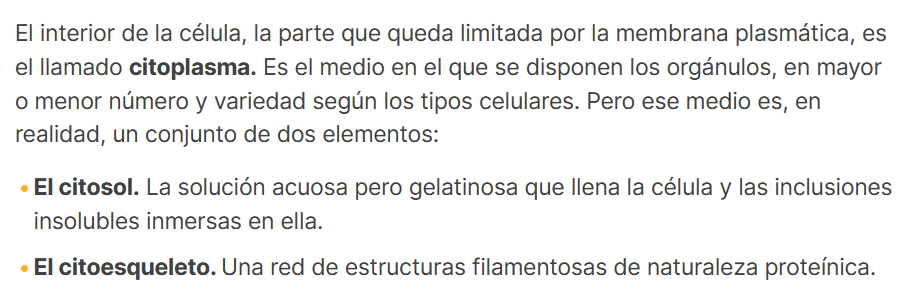 El interior de la célula, la parte que queda limitada por la membrana plasmática, es
el llamado citoplasma. Es el medio en el que se disponen los orgánulos, en mayor
o menor número y variedad según los tipos celulares. Pero ese medio es, en
realidad, un conjunto de dos elementos:
• El citosol. La solución acuosa pero gelatinosa que llena la célula y las inclusiones
insolubles inmersas en ella.
• El citoesqueleto. Una red de estructuras filamentosas de naturaleza proteínica.